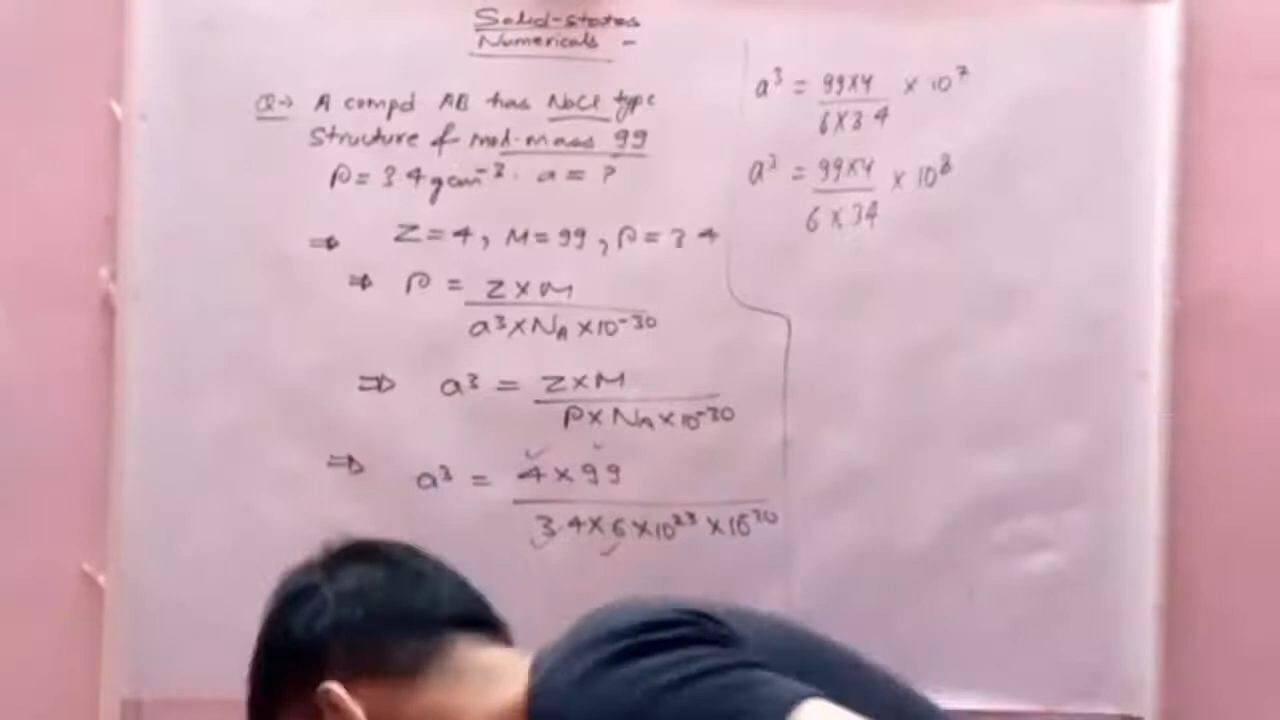 Solid-states
Numericals -
Q→ A compd AB has NaCl type
Structure & mol. mass 99
ρ = 3.4 g cm⁻³. a = ?
⇒ Z = 4, M = 99, ρ = 3.4
⇒ ρ = Z × M / a³ × N_A × 10⁻³⁰
⇒ a³ = Z × M / ρ × N_A × 10⁻³⁰
⇒ a³ = 4 × 99 / 3.4 × 6 × 10²³ × 10⁻³⁰
a³ = 99×4 / 6×3.4 × 10⁷
a³ = 99×4 / 6×34 × 10⁸